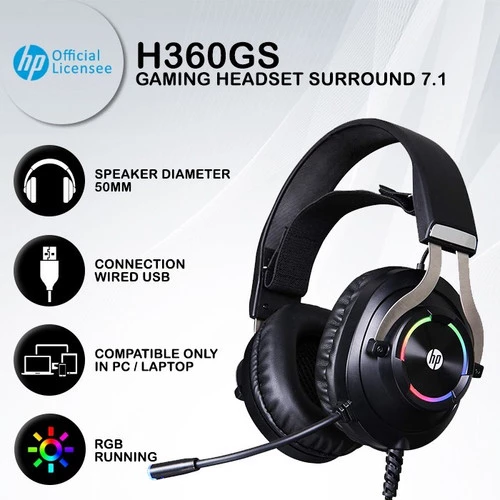 hp Official
Licensee
H360GS
GAMING HEADSET SURROUND 7.1
SPEAKER DIAMETER
50MM
CONNECTION
WIRED USB
COMPATIBLE ONLY
IN PC / LAPTOP
RGB
RUNNING
hp